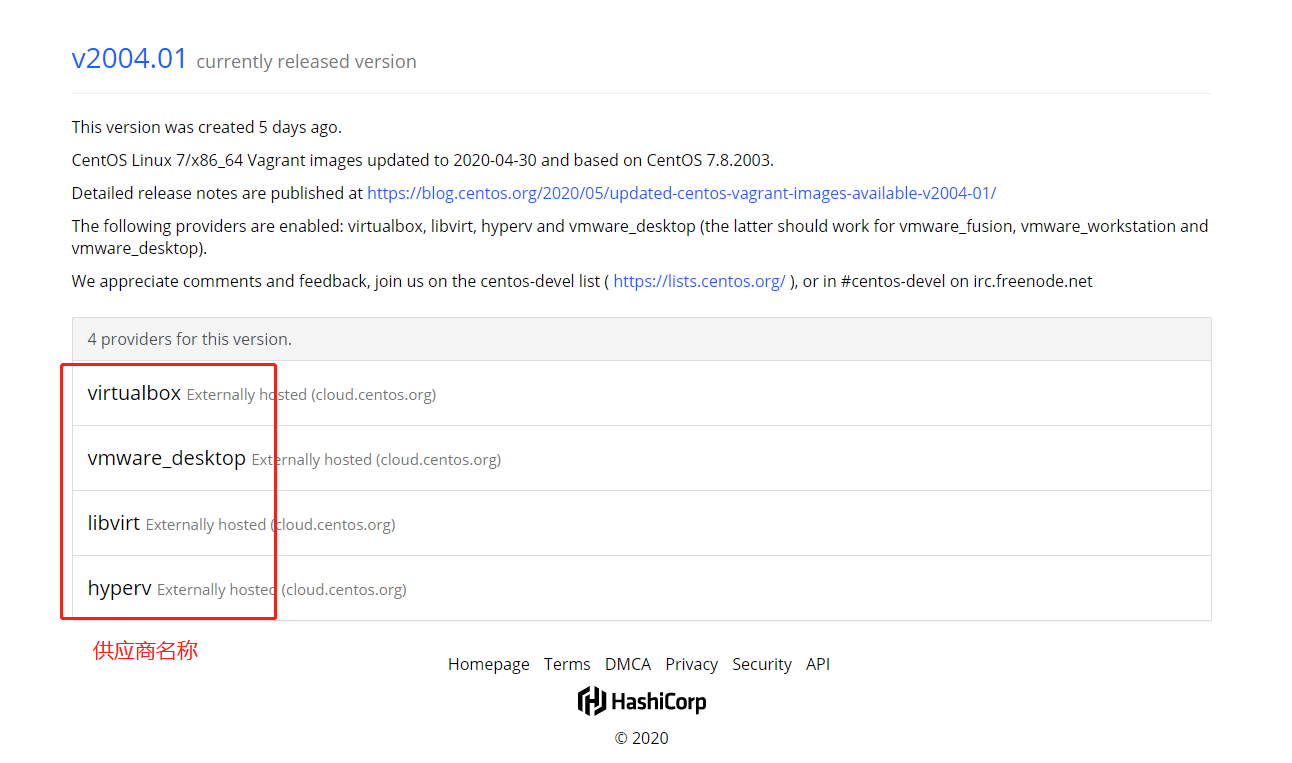 v2004.01 currently released version
This version was created 5 days ago.
CentOS Linux 7/x86_64 Vagrant images updated to 2020-04-30 and based on CentOS 7.8.2003.
Detailed release notes are published at https://blog.centos.org/2020/05/updated-centos-vagrant-images-available-v2004-01/
The following providers are enabled: virtualbox, libvirt, hyperv and vmware_desktop (the latter should work for vmware_fusion, vmware_workstation and
vmware_desktop).
We appreciate comments and feedback, join us on the centos-devel list ( https://lists.centos.org/ ), or in #centos-devel on irc.freenode.net
4 providers for this version.
virtualbox Externally hosted (cloud.centos.org)
vmware_desktop Externally hosted (cloud.centos.org)
libvirt Externally hosted (cloud.centos.org)
hyperv Externally hosted (cloud.centos.org)
供应商名称
Homepage Terms DMCA Privacy Security API
HashiCorp
© 2020